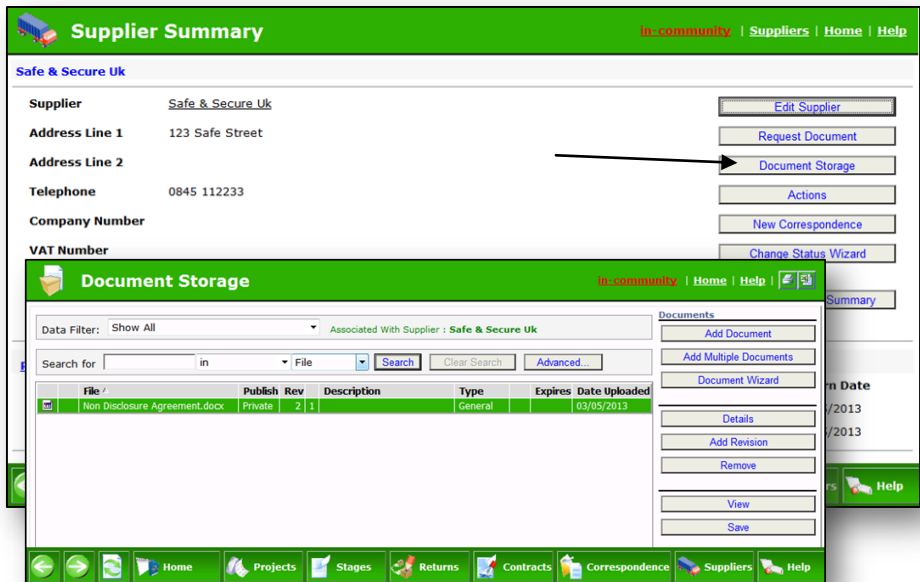 Supplier Summary
in-community | Suppliers | Home | Help
Safe & Secure Uk
Supplier Safe & Secure Uk
Edit Supplier
Address Line 1 123 Safe Street
Request Document
Address Line 2
Document Storage
Telephone 0845 112233
Actions
Company Number
New Correspondence
VAT Number
Change Status Wizard
Summary
rn Date
/2013
/2013
rs Help
Document Storage
in-community | Home | Help |
Data Filter: Show All Associated With Supplier : Safe & Secure Uk
Search for in File Search Clear Search Advanced...
File Publish Rev Description Type Expires Date Uploaded
Non Disclosure Agreement.docx Private 2 1 General 03/05/2013
Documents
Add Document
Add Multiple Documents
Document Wizard
Details
Add Revision
Remove
View
Save
Home Projects Stages Returns Contracts Correspondence Suppliers Help